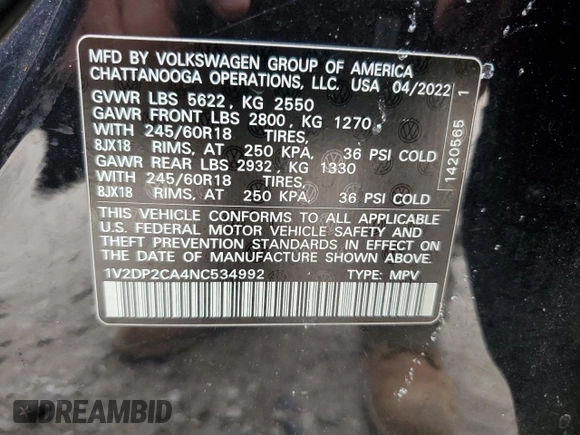 MFD BY VOLKSWAGEN GROUP OF AMERICA
CHATTANOOGA OPERATIONS, LLC. USA 04/2022
GVWR LBS 5622, KG 2550
GAWR FRONT LBS 2800, KG 1270
WITH 245/60R18 TIRES,
8JX18 RIMS, AT 250 KPA, 36 PSI COLD
GAWR REAR LBS 2932, KG 1330
WITH 245/60R18 TIRES,
8JX18 RIMS, AT 250 KPA, 36 PSI COLD
THIS VEHICLE CONFORMS TO ALL APPLICABLE
U.S. FEDERAL MOTOR VEHICLE SAFETY AND
THEFT PREVENTION STANDARDS IN EFFECT ON
THE DATE OF MANUFACTURE SHOWN ABOVE.
1V2DP2CA4NC534992 TYPE: MPV
1420565 1
DREAMBID